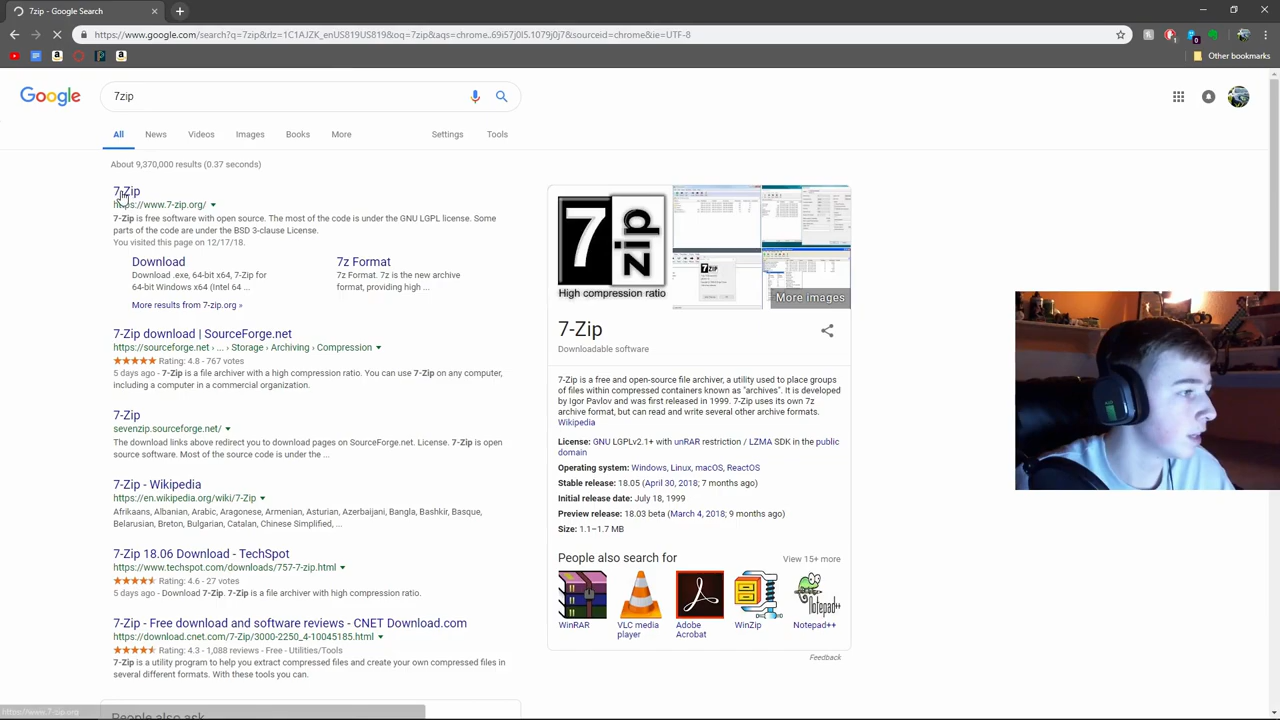 7zip - Google Search
https://www.google.com/search?q=7zip&rlz=1C1AJZK_enUS819US819&oq=7zip&aqs=chrome..69i57j0l5.1079j0j7&sourceid=chrome&ie=UTF-8
Other bookmarks
Google
7zip
All News Videos Images Books More Settings Tools
About 9,370,000 results (0.37 seconds)
7-Zip
https://www.7-zip.org/
7-Zip is free software with open source. The most of the code is under the GNU LGPL license. Some
parts of the code are under the BSD 3-clause License.
You visited this page on 12/17/18.
Download
Download .exe, 64-bit x64, 7-Zip for
64-bit Windows x64 (Intel 64 ...
7z Format
7z Format. 7z is the new archive
format, providing high ...
More results from 7-zip.org »
7-Zip download | SourceForge.net
https://sourceforge.net › ... › Storage › Archiving › Compression
Rating: 4.8 - 767 votes
5 days ago - 7-Zip is a file archiver with a high compression ratio. You can use 7-Zip on any computer,
including a computer in a commercial organization.
7-Zip
sevenzip.sourceforge.net/
The download links above redirect you to download pages on SourceForge.net. License. 7-Zip is open
source software. Most of the source code is under the ...
7-Zip - Wikipedia
https://en.wikipedia.org/wiki/7-Zip
Afrikaans, Albanian, Arabic, Aragonese, Armenian, Asturian, Azerbaijani, Bangla, Bashkir, Basque,
Belarusian, Breton, Bulgarian, Catalan, Chinese Simplified, ...
7-Zip 18.06 Download - TechSpot
https://www.techspot.com/downloads/757-7-zip.html
Rating: 4.6 - 27 votes
5 days ago - Download 7-Zip. 7-Zip is a file archiver with high compression ratio.
7-Zip - Free download and software reviews - CNET Download.com
https://download.cnet.com/7-Zip/3000-2250_4-10045185.html
Rating: 4.3 - 1,088 reviews - Free - Utilities/Tools
7-Zip is a utility program to help you extract compressed files and create your own compressed files in
several different formats. With these tools you can.
People also ask
https://www.7-zip.org
7 ZIP
High compression ratio
7ZIP
More images
7-Zip
Downloadable software
7-Zip is a free and open-source file archiver, a utility used to place groups
of files within compressed containers known as "archives". It is developed
by Igor Pavlov and was first released in 1999. 7-Zip uses its own 7z
archive format, but can read and write several other archive formats.
Wikipedia
License: GNU LGPLv2.1+ with unRAR restriction / LZMA SDK in the public
domain
Operating system: Windows, Linux, macOS, ReactOS
Stable release: 18.05 (April 30, 2018; 7 months ago)
Initial release date: July 18, 1999
Preview release: 18.03 beta (March 4, 2018; 9 months ago)
Size: 1.1–1.7 MB
People also search for
View 15+ more
WinRAR
VLC media
player
Adobe
Acrobat
WinZip
Notepad++
Feedback